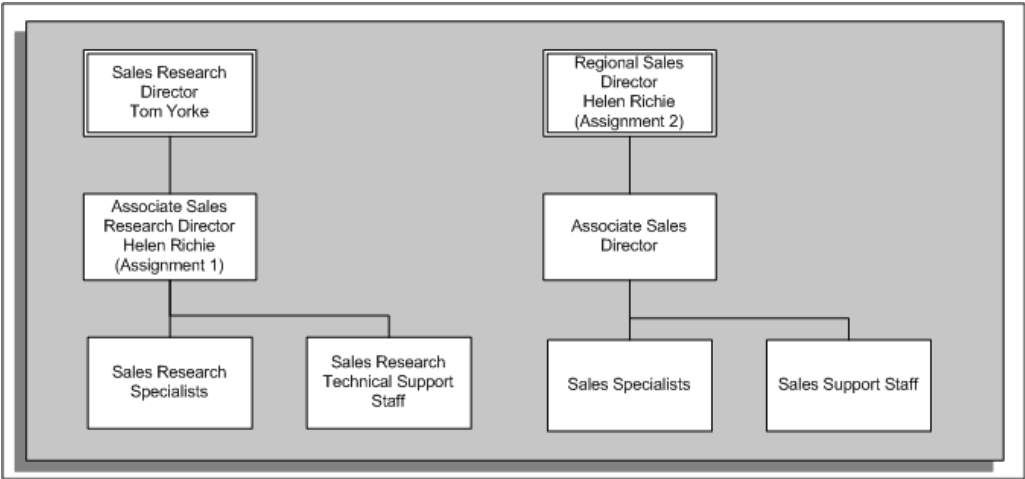 Sales Research
Director
Tom Yorke
Regional Sales
Director
Helen Richie
(Assignment 2)
Associate Sales
Research Director
Helen Richie
(Assignment 1)
Associate Sales
Director
Sales Research
Specialists
Sales Research
Technical Support
Staff
Sales Specialists
Sales Support Staff